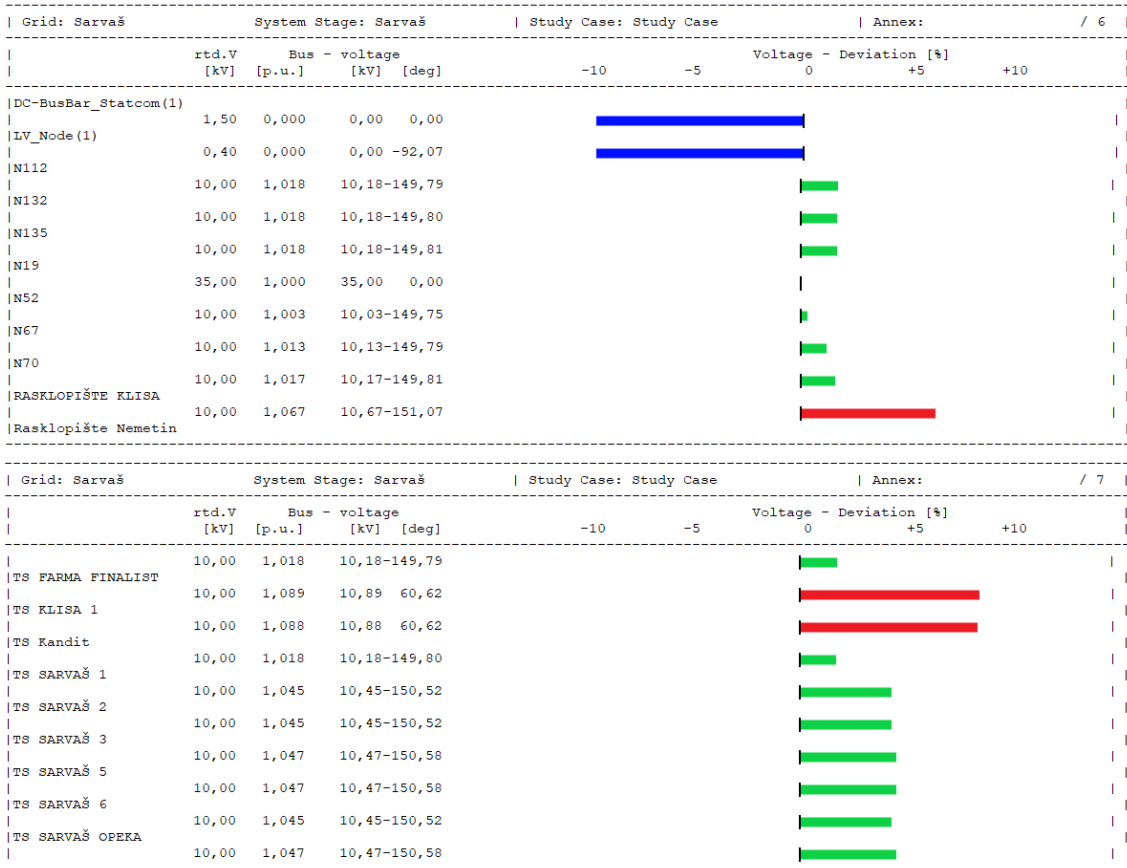 | Grid: Sarvaš System Stage: Sarvaš | Study Case: Study Case | Annex: / 6 |
| rtd.V Bus - voltage Voltage - Deviation [%] |
| [kV] [p.u.] [kV] [deg] -10 -5 0 +5 +10 |
|DC-BusBar_Statcom(1) |
| 1,50 0,000 0,00 0,00 |
|LV_Node(1) |
| 0,40 0,000 0,00 -92,07 |
|N112 |
| 10,00 1,018 10,18-149,79 |
|N132 |
| 10,00 1,018 10,18-149,80 |
|N135 |
| 10,00 1,018 10,18-149,81 |
|N19 |
| 35,00 1,000 35,00 0,00 |
|N52 |
| 10,00 1,003 10,03-149,75 |
|N67 |
| 10,00 1,013 10,13-149,79 |
|N70 |
| 10,00 1,017 10,17-149,81 |
|RASKLOPIŠTE KLISA |
| 10,00 1,067 10,67-151,07 |
|Rasklopište Nemetin |
| Grid: Sarvaš System Stage: Sarvaš | Study Case: Study Case | Annex: / 7 |
| rtd.V Bus - voltage Voltage - Deviation [%] |
| [kV] [p.u.] [kV] [deg] -10 -5 0 +5 +10 |
| 10,00 1,018 10,18-149,79 |
|TS FARMA FINALIST |
| 10,00 1,089 10,89 60,62 |
|TS KLISA 1 |
| 10,00 1,088 10,88 60,62 |
|TS Kandit |
| 10,00 1,018 10,18-149,80 |
|TS SARVAŠ 1 |
| 10,00 1,045 10,45-150,52 |
|TS SARVAŠ 2 |
| 10,00 1,045 10,45-150,52 |
|TS SARVAŠ 3 |
| 10,00 1,047 10,47-150,58 |
|TS SARVAŠ 5 |
| 10,00 1,047 10,47-150,58 |
|TS SARVAŠ 6 |
| 10,00 1,045 10,45-150,52 |
|TS SARVAŠ OPEKA |
| 10,00 1,047 10,47-150,58 |